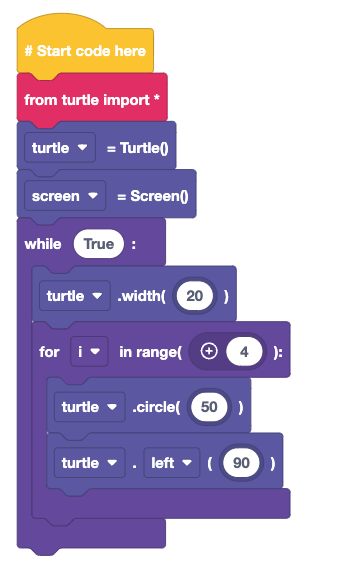 # Start code here
from turtle import *
turtle = Turtle()
screen = Screen()
while True :
turtle .width( 20 )
for i in range( 4 ):
turtle .circle( 50 )
turtle . left ( 90 )